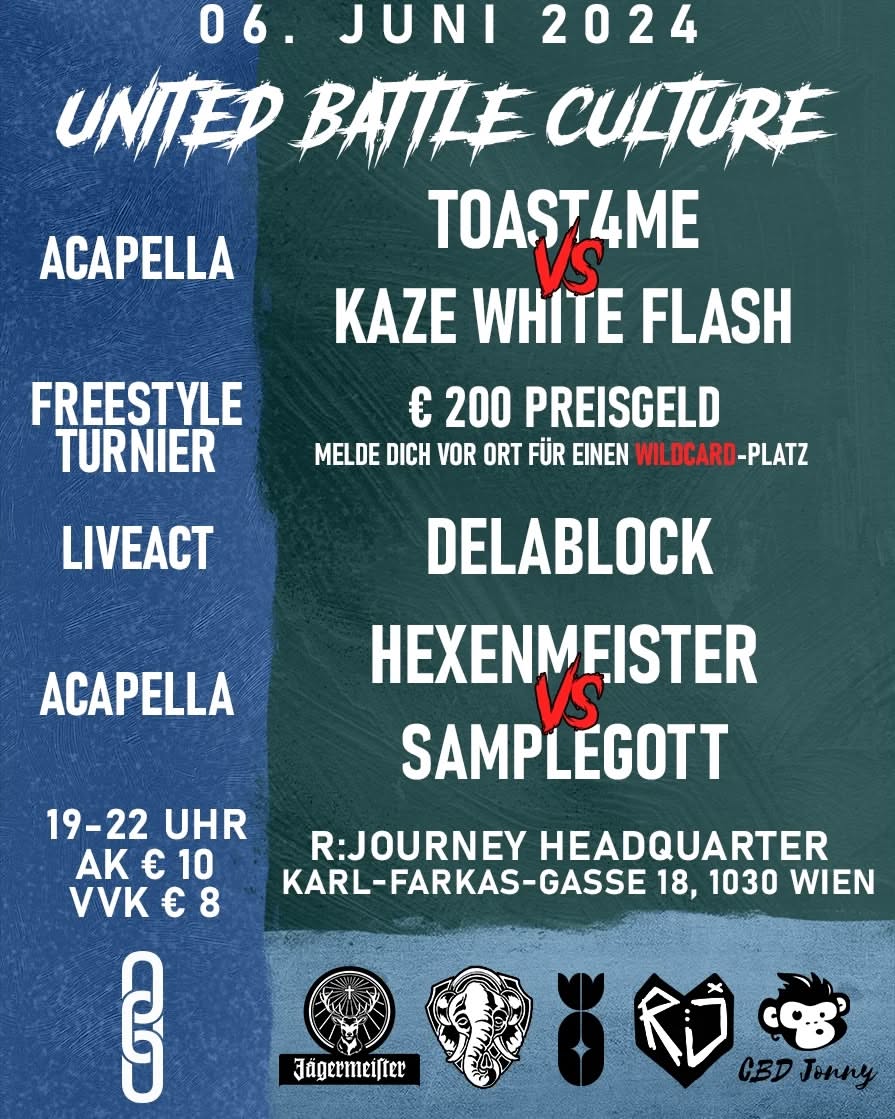 06. JUNI 2024
UNITED BATTLE CULTURE
ACAPELLA
TOAST4ME
VS
KAZE WHITE FLASH
FREESTYLE
TURNIER
€ 200 PREISGELD
MELDE DICH VOR ORT FÜR EINEN WILDCARD-PLATZ
LIVEACT
DELABLOCK
ACAPELLA
HEXENMEISTER
VS
SAMPLEGOTT
19-22 UHR
AK € 10
VVK € 8
R:JOURNEY HEADQUARTER
KARL-FARKAS-GASSE 18, 1030 WIEN
Jägermeister
R:J
CBD Jonny